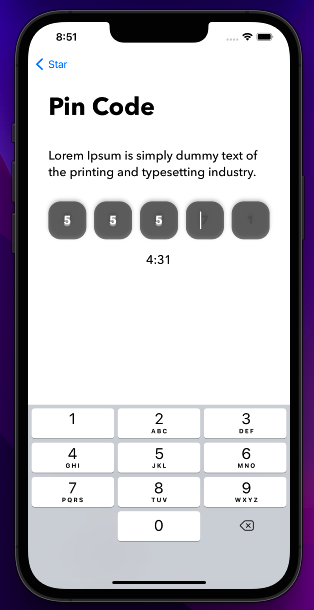 8:51
Star
Pin Code
Lorem Ipsum is simply dummy text of
the printing and typesetting industry.
5 5 5 1
4:31
1 2 3
ABC DEF
4 5 6
GHI JKL MNO
7 8 9
PQRS TUV WXYZ
0